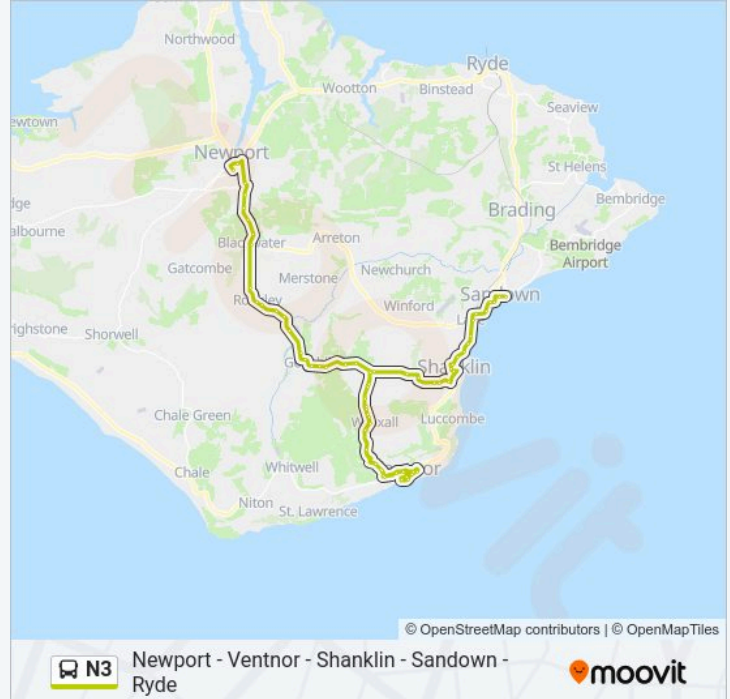 Northwood
Ryde
Wootton
Binstead
Seaview
ewtown
Newport
St Helens
dge
Bembridge
Brading
albourne
Arreton
Bembridge
Airport
Gatcombe
Newchurch
Merstone
Sandown
Winford
ighstone
Shorwell
Shanklin
Chale Green
Luccombe
Whitwell
Chale
Niton
St. Lawrence
© OpenStreetMap contributors | © OpenMapTiles
N3
Newport - Ventnor - Shanklin - Sandown -
Ryde
moovit